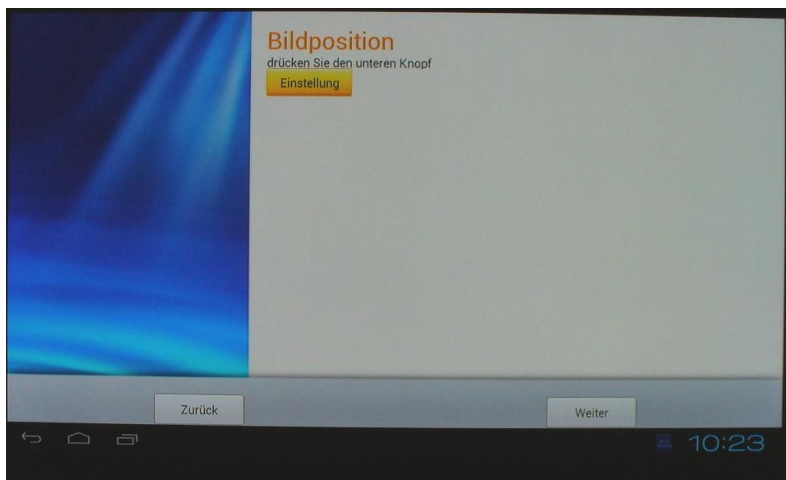 Bildposition
drücken Sie den unteren Knopf
Einstellung
Zurück
Weiter
10:23